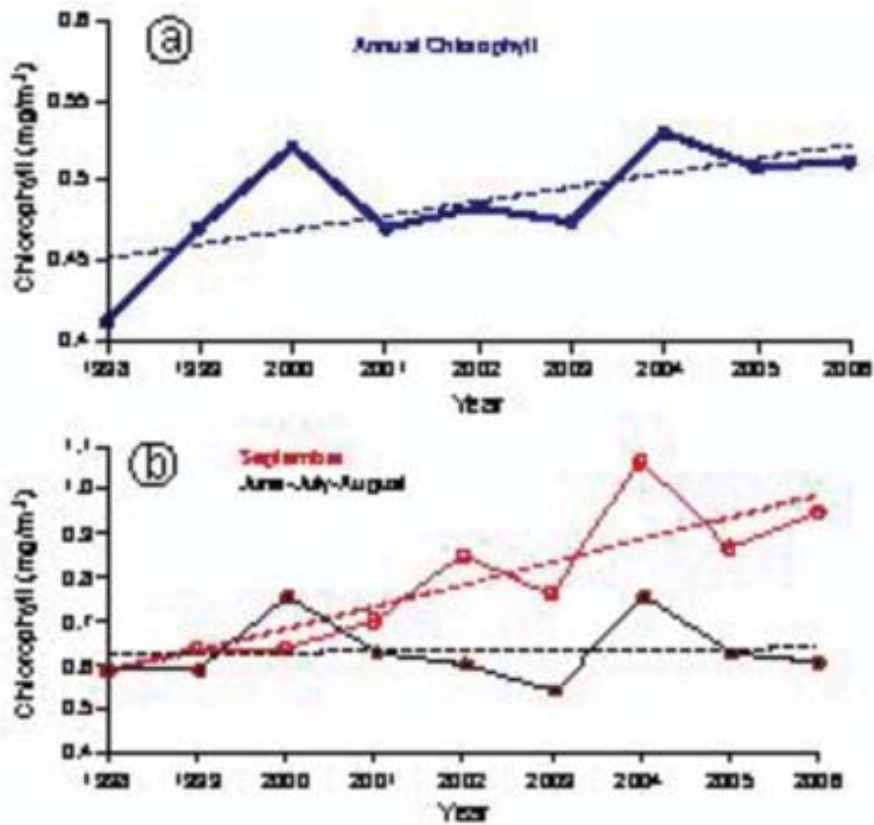 a
Annual Chlorophyll
Chlorophyll (mg/m³)
0.6
0.55
0.5
0.45
0.4
1998 1999 2000 2001 2002 2003 2004 2005 2006
Year
b
September
June-July-August
Chlorophyll (mg/m³)
1.1
1.0
0.9
0.8
0.7
0.6
0.5
0.4
1998 1999 2000 2001 2002 2003 2004 2005 2006
Year